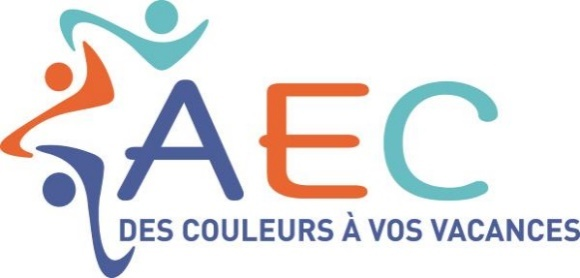 AEC
DES COULEURS À VOS VACANCES